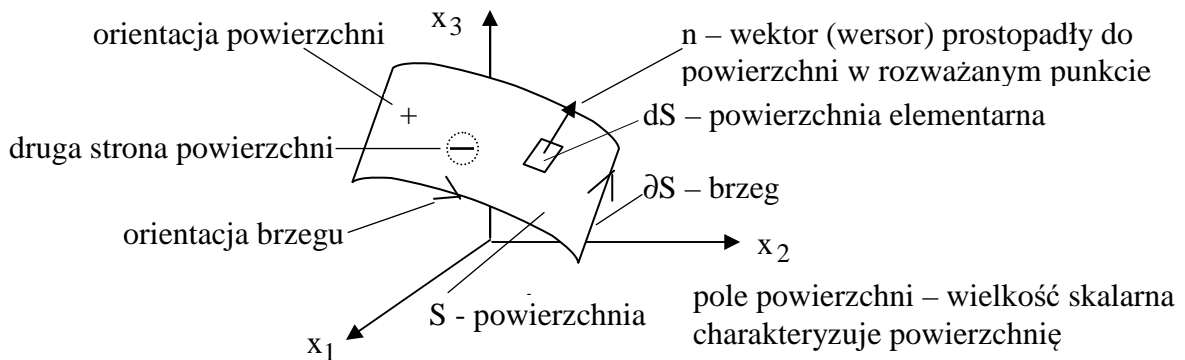 orientacja powierzchni
x3
n – wektor (wersor) prostopadły do
powierzchni w rozważanym punkcie
+
dS – powierzchnia elementarna
druga strona powierzchni
−
∂S – brzeg
orientacja brzegu
x2
S - powierzchnia
pole powierzchni – wielkość skalarna
charakteryzuje powierzchnię
x1